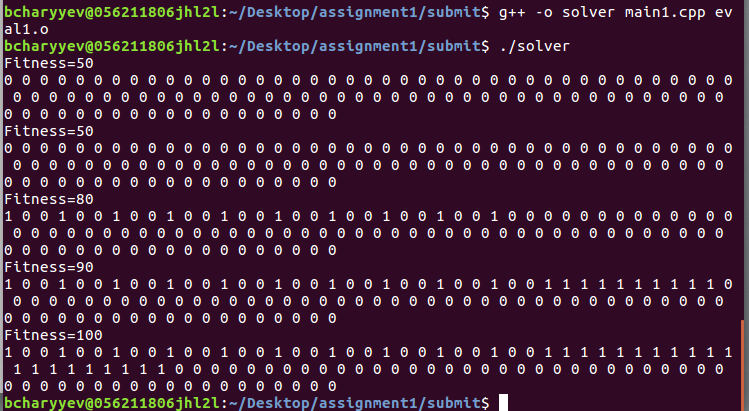 bcharyyev@056211806jhl2l:~/Desktop/assignment1/submit$ g++ -o solver main1.cpp ev
al1.o
bcharyyev@056211806jhl2l:~/Desktop/assignment1/submit$ ./solver
Fitness=50
0 0 0 0 0 0 0 0 0 0 0 0 0 0 0 0 0 0 0 0 0 0 0 0 0 0 0 0 0 0 0 0 0 0 0 0 0 0 0 0 0
0 0 0 0 0 0 0 0 0 0 0 0 0 0 0 0 0 0 0 0 0 0 0 0 0 0 0 0 0 0 0 0 0 0 0 0 0 0 0 0
0 0 0 0 0 0 0 0 0 0 0 0 0 0 0 0 0 0 0
Fitness=50
0 0 0 0 0 0 0 0 0 0 0 0 0 0 0 0 0 0 0 0 0 0 0 0 0 0 0 0 0 0 0 0 0 0 0 0 0 0 0 0 0
0 0 0 0 0 0 0 0 0 0 0 0 0 0 0 0 0 0 0 0 0 0 0 0 0 0 0 0 0 0 0 0 0 0 0 0 0 0 0 0
0 0 0 0 0 0 0 0 0 0 0 0 0 0 0 0 0 0 0
Fitness=80
1 0 0 1 0 0 1 0 0 1 0 0 1 0 0 1 0 0 1 0 0 1 0 0 1 0 0 1 0 0 0 0 0 0 0 0 0 0 0 0 0
0 0 0 0 0 0 0 0 0 0 0 0 0 0 0 0 0 0 0 0 0 0 0 0 0 0 0 0 0 0 0 0 0 0 0 0 0 0 0 0
0 0 0 0 0 0 0 0 0 0 0 0 0 0 0 0 0 0 0
Fitness=90
1 0 0 1 0 0 1 0 0 1 0 0 1 0 0 1 0 0 1 0 0 1 0 0 1 0 0 1 0 0 1 1 1 1 1 1 1 1 1 1 0
0 0 0 0 0 0 0 0 0 0 0 0 0 0 0 0 0 0 0 0 0 0 0 0 0 0 0 0 0 0 0 0 0 0 0 0 0 0 0 0
0 0 0 0 0 0 0 0 0 0 0 0 0 0 0 0 0 0 0
Fitness=100
1 0 0 1 0 0 1 0 0 1 0 0 1 0 0 1 0 0 1 0 0 1 0 0 1 0 0 1 0 0 1 1 1 1 1 1 1 1 1 1 1
1 1 1 1 1 1 1 1 1 0 0 0 0 0 0 0 0 0 0 0 0 0 0 0 0 0 0 0 0 0 0 0 0 0 0 0 0 0 0 0
0 0 0 0 0 0 0 0 0 0 0 0 0 0 0 0 0 0 0
bcharyyev@056211806jhl2l:~/Desktop/assignment1/submit$